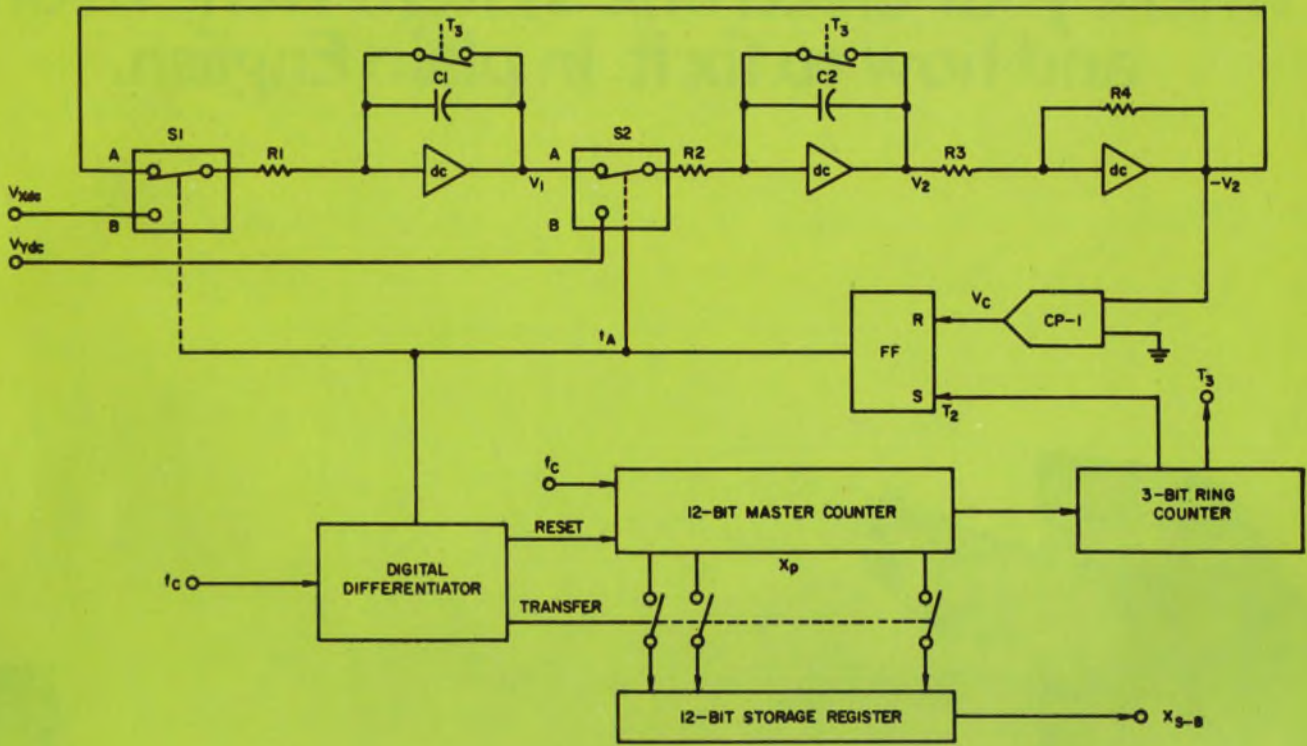 T3
T3
C1
C2
R4
S1
S2
A
R1
A
R2
R3
dc
dc
dc
V1
V2
-V2
VXdc
B
B
VYdc
VC
R
CP-1
tA
FF
T3
S
T2
fC
12-BIT MASTER COUNTER
3-BIT RING
COUNTER
RESET
XP
fC
DIGITAL
DIFFERENTIATOR
TRANSFER
12-BIT STORAGE REGISTER
XS-B